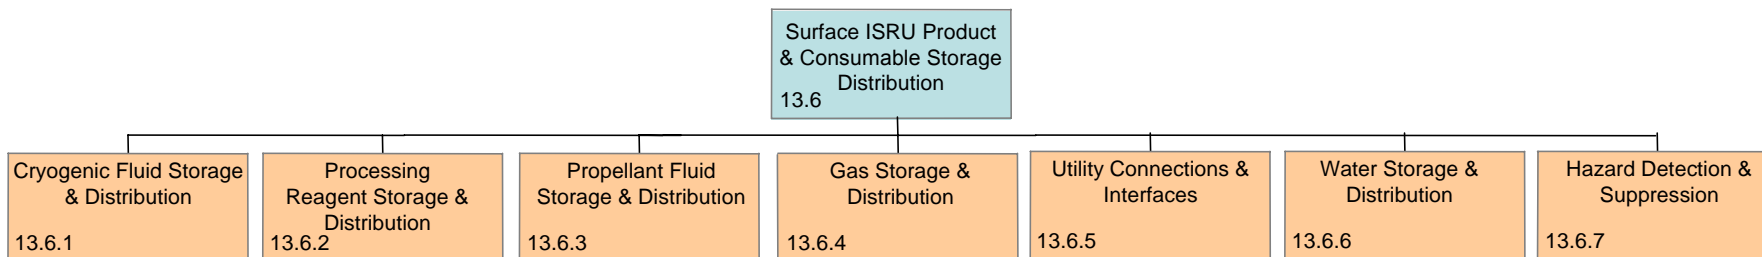 Surface ISRU Product
& Consumable Storage
Distribution
13.6
Cryogenic Fluid Storage
& Distribution
13.6.1
Processing
Reagent Storage &
Distribution
13.6.2
Propellant Fluid
Storage & Distribution
13.6.3
Gas Storage &
Distribution
13.6.4
Utility Connections &
Interfaces
13.6.5
Water Storage &
Distribution
13.6.6
Hazard Detection &
Suppression
13.6.7